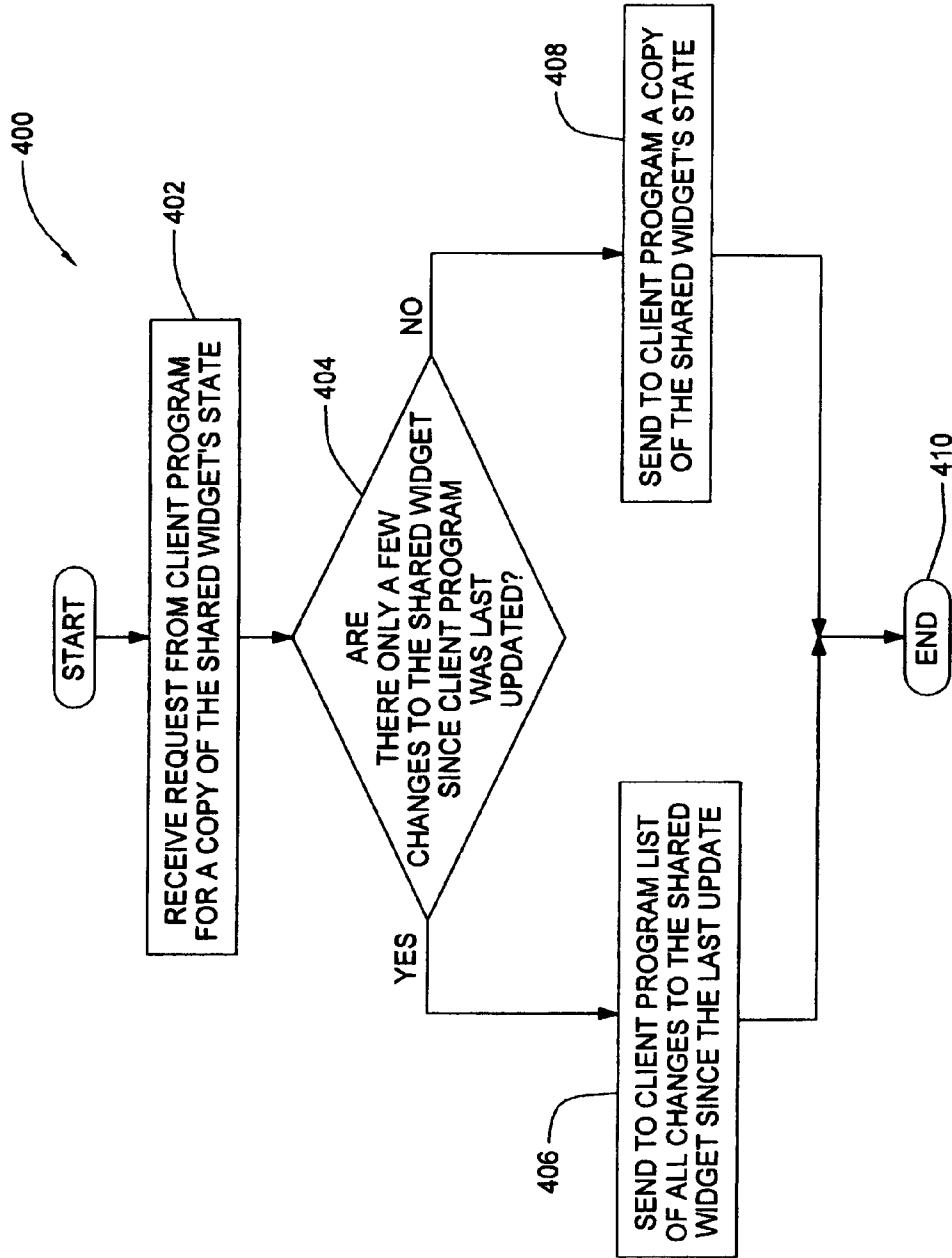 400
START
402
RECEIVE REQUEST FROM CLIENT PROGRAM
FOR A COPY OF THE SHARED WIDGET'S STATE
404
ARE
THERE ONLY A FEW
CHANGES TO THE SHARED WIDGET
SINCE CLIENT PROGRAM
WAS LAST
UPDATED?
YES
NO
406
SEND TO CLIENT PROGRAM LIST
OF ALL CHANGES TO THE SHARED
WIDGET SINCE THE LAST UPDATE
408
SEND TO CLIENT PROGRAM A COPY
OF THE SHARED WIDGET'S STATE
END
410